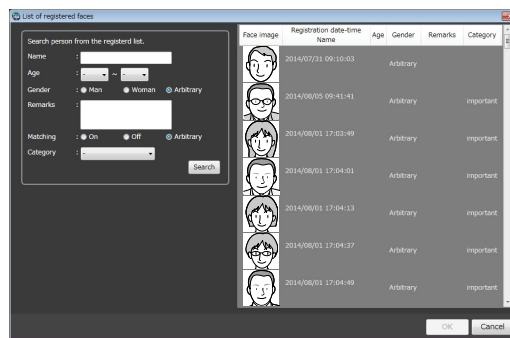 List of registered faces
Search person from the registerd list.
Name :
Age : - ~ -
Gender : Man Woman Arbitrary
Remarks :
Matching : On Off Arbitrary
Category : -
Search
Face image Registration date-time Name Age Gender Remarks Category
2014/07/31 09:10:03
Arbitrary
2014/08/05 09:41:41
Arbitrary important
2014/08/01 17:03:49
Arbitrary important
2014/08/01 17:04:01
Arbitrary important
2014/08/01 17:04:13
Arbitrary important
2014/08/01 17:04:37
Arbitrary important
2014/08/01 17:04:49
Arbitrary important
OK Cancel